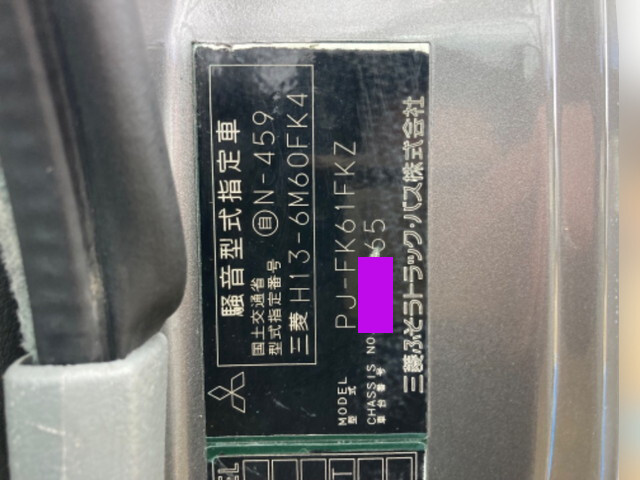 騒音型式指定車
国土交通省
型式指定番号 自 N-459
三菱 H13-6M60FK4
MODEL
型式 PJ-FK61FKZ
CHASSIS NO
車台番号 65
三菱ふそうトラック・バス株式会社